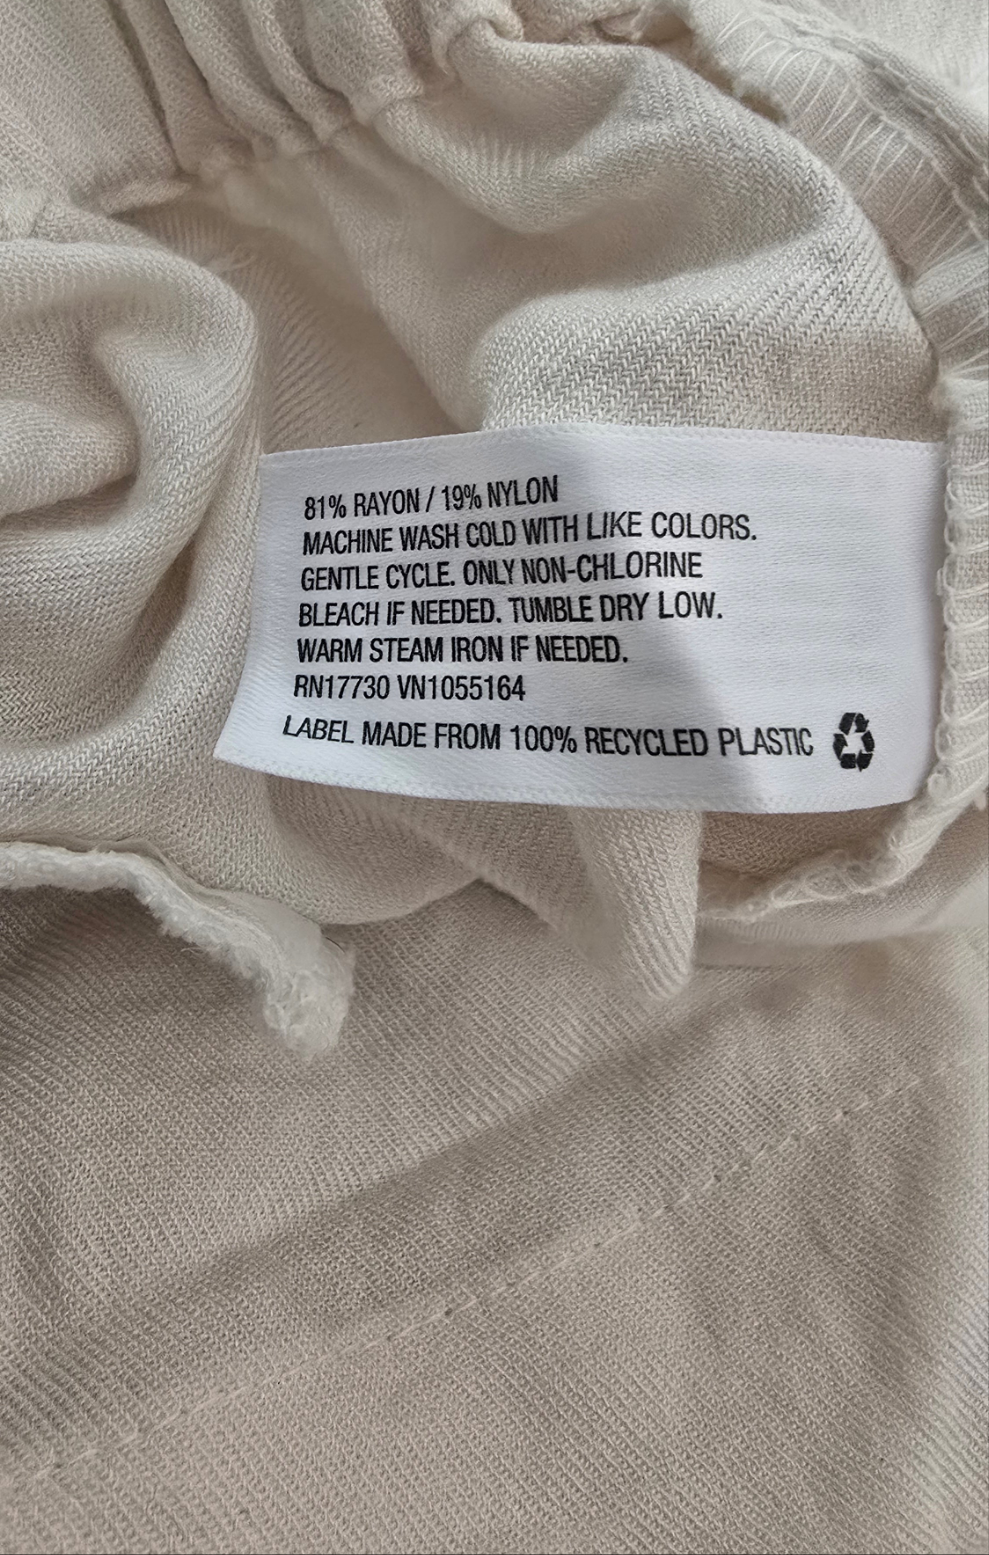 81% RAYON / 19% NYLON
MACHINE WASH COLD WITH LIKE COLORS.
GENTLE CYCLE. ONLY NON-CHLORINE
BLEACH IF NEEDED. TUMBLE DRY LOW.
WARM STEAM IRON IF NEEDED.
RN17730 VN1055164
LABEL MADE FROM 100% RECYCLED PLASTIC